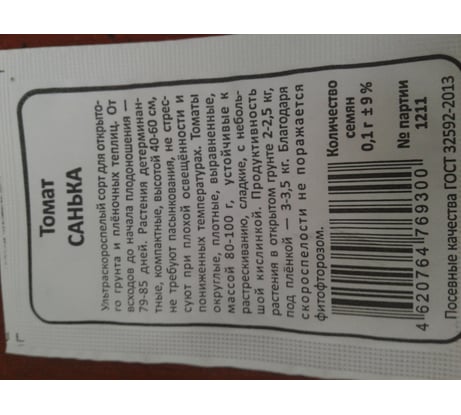 Томат
САНЬКА
Ультраскороспелый сорт для открыто-
го грунта и плёночных теплиц. От
всходов до начала плодоношения —
79-85 дней. Растения детерминант-
ные, компактные, высотой 40-60 см,
не требуют пасынкования, не стрес-
суют при плохой освещённости и
пониженных температурах. Томаты
округлые, плотные, выравненные,
массой 80-100 г, устойчивые к
растрескиванию, сладкие, с неболь-
шой кислинкой. Продуктивность
растения в открытом грунте 2-2,5 кг,
под плёнкой — 3-3,5 кг. Благодаря
скороспелости не поражается
фитофторозом.
Количество
семян
0,1 г ± 9 %
№ партии
1211
4 620764 769300
Посевные качества ГОСТ 32592-2013